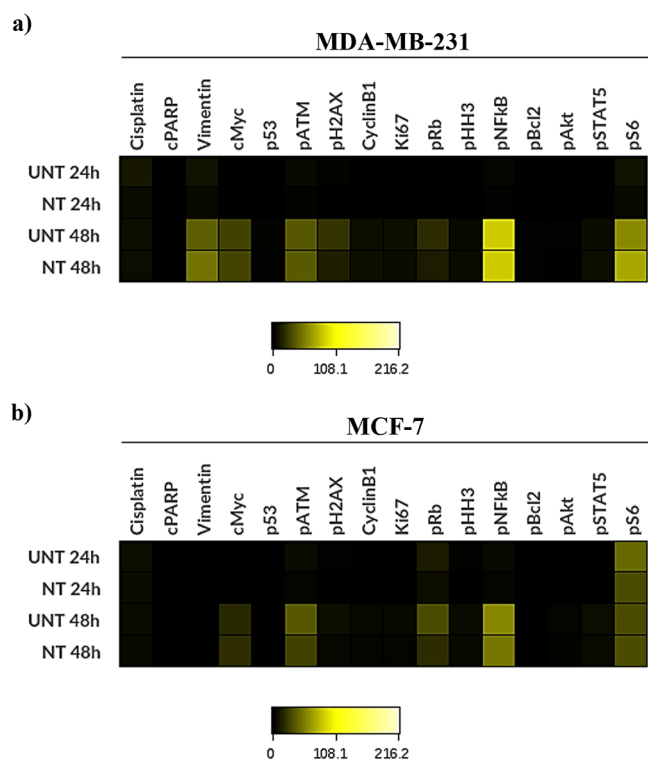 a)
MDA-MB-231
Cisplatin cPARP Vimentin cMyc p53 pATM pH2AX CyclinB1 Ki67 pRb pHH3 pNFkB pBcl2 pAkt pSTAT5 pS6
UNT 24h
NT 24h
UNT 48h
NT 48h
0 108.1 216.2
b)
MCF-7
Cisplatin cPARP Vimentin cMyc p53 pATM pH2AX CyclinB1 Ki67 pRb pHH3 pNFkB pBcl2 pAkt pSTAT5 pS6
UNT 24h
NT 24h
UNT 48h
NT 48h
0 108.1 216.2